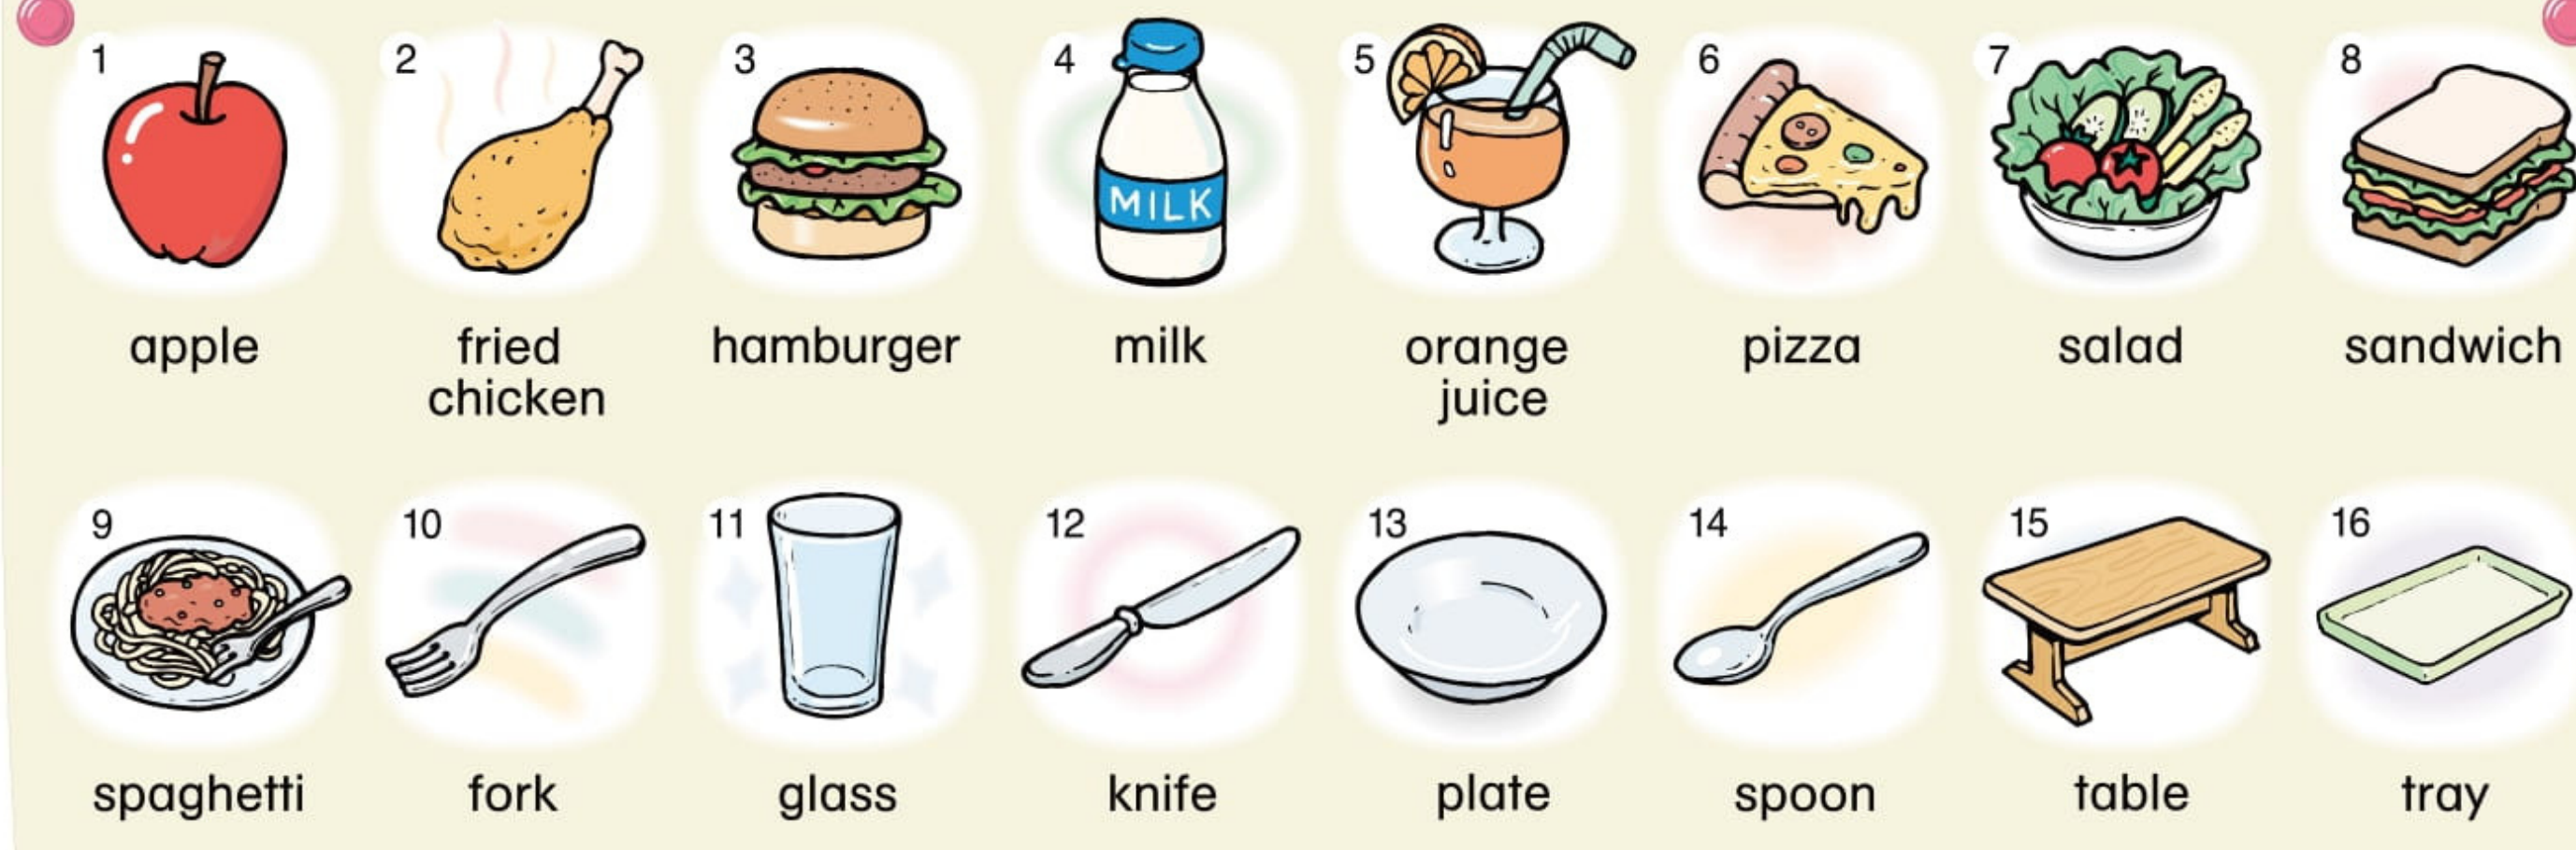 1
apple
2
fried
chicken
3
hamburger
4
MILK
milk
5
orange
juice
6
pizza
7
salad
8
sandwich
9
spaghetti
10
fork
11
glass
12
knife
13
plate
14
spoon
15
table
16
tray